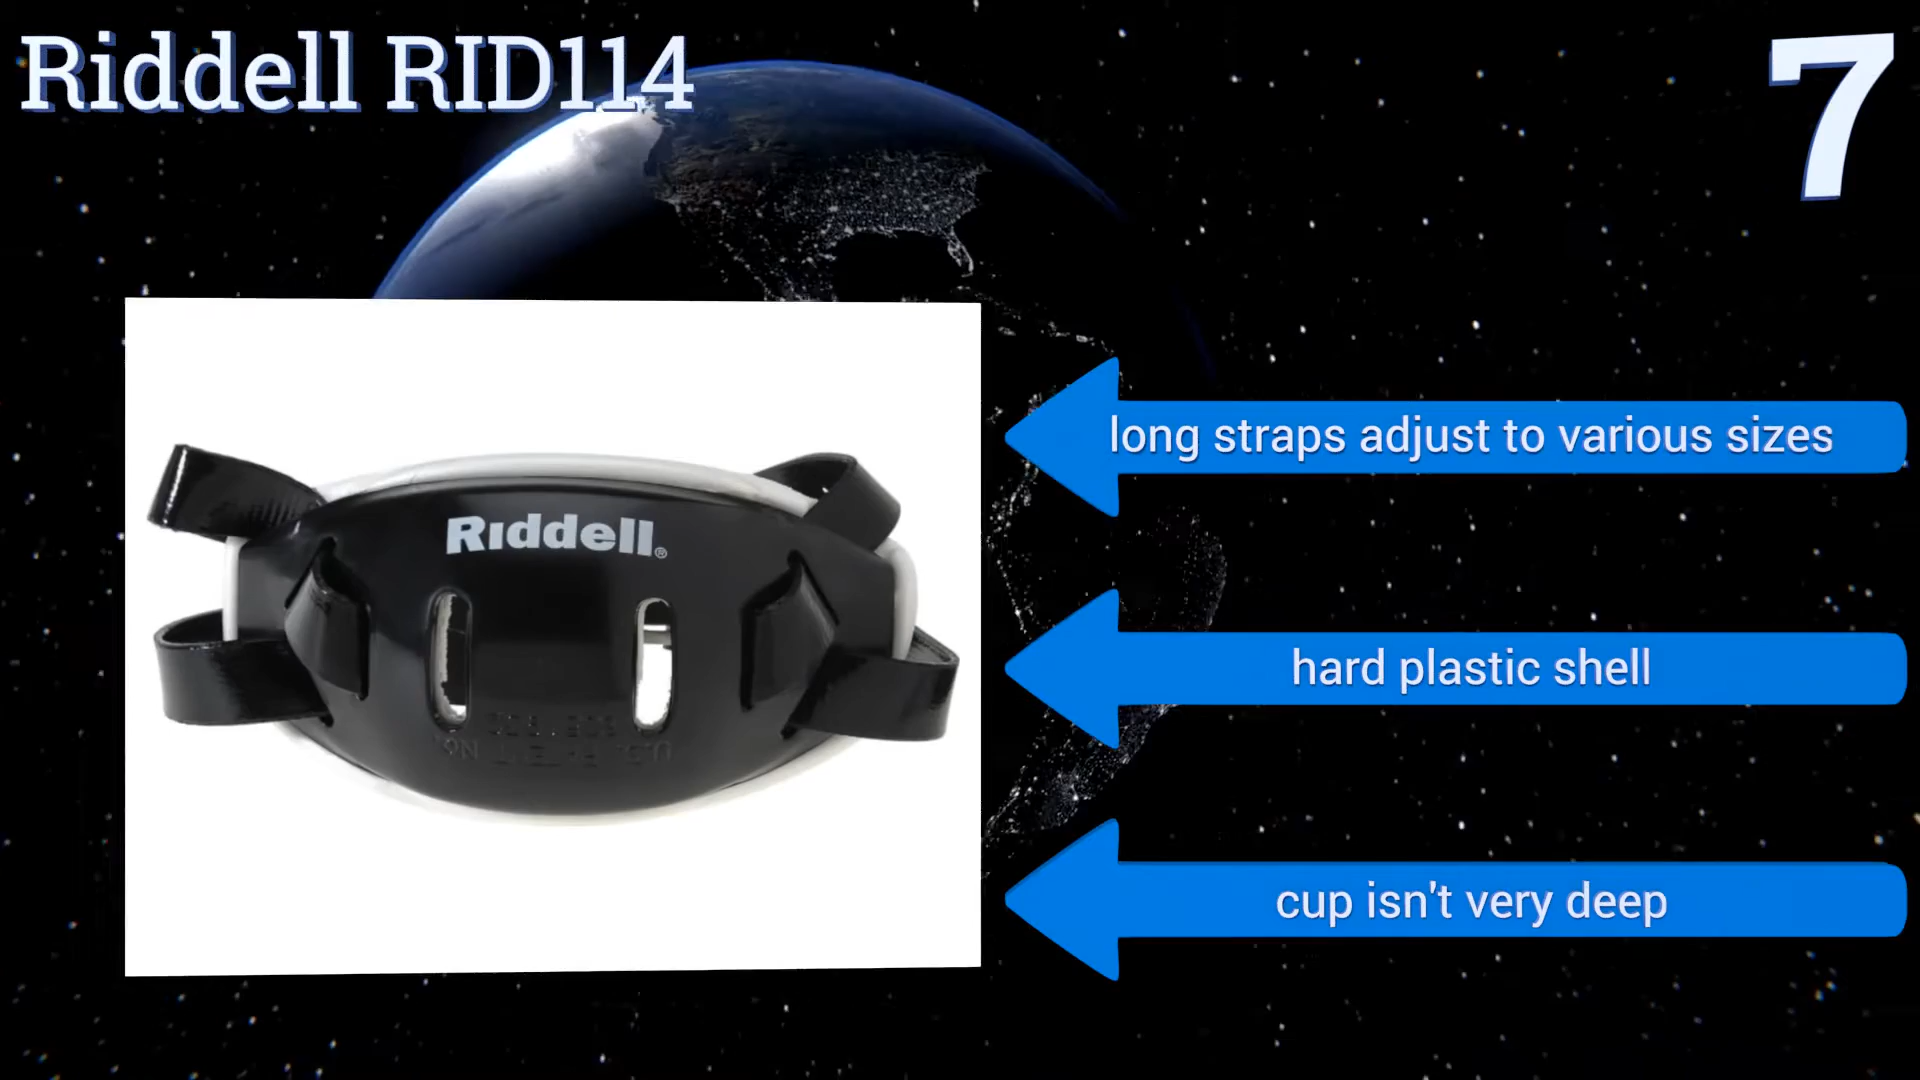 Riddell RID114
7
Riddell®
long straps adjust to various sizes
hard plastic shell
cup isn't very deep